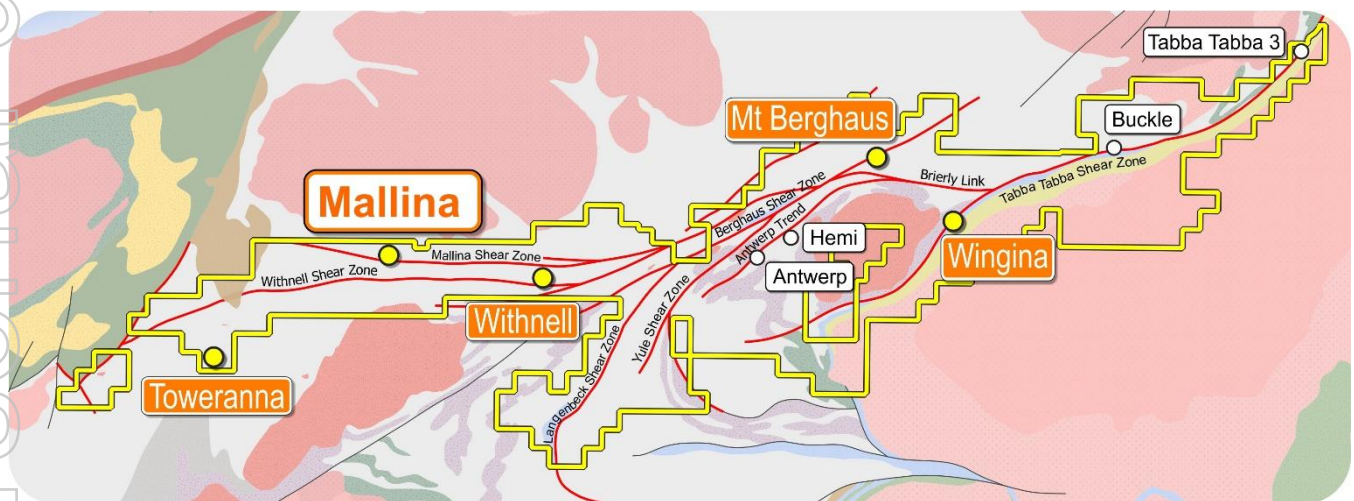 Tabba Tabba 3
Mt Berghaus
Buckle
Brierly Link
Tabba Tabba Shear Zone
Mallina
Berghaus Shear Zone
Antwerp Trend
Hemi
Antwerp
Wingina
Mallina Shear Zone
Withnell Shear Zone
Withnell
Yule Shear Zone
Langenbeck Shear Zone
Toweranna